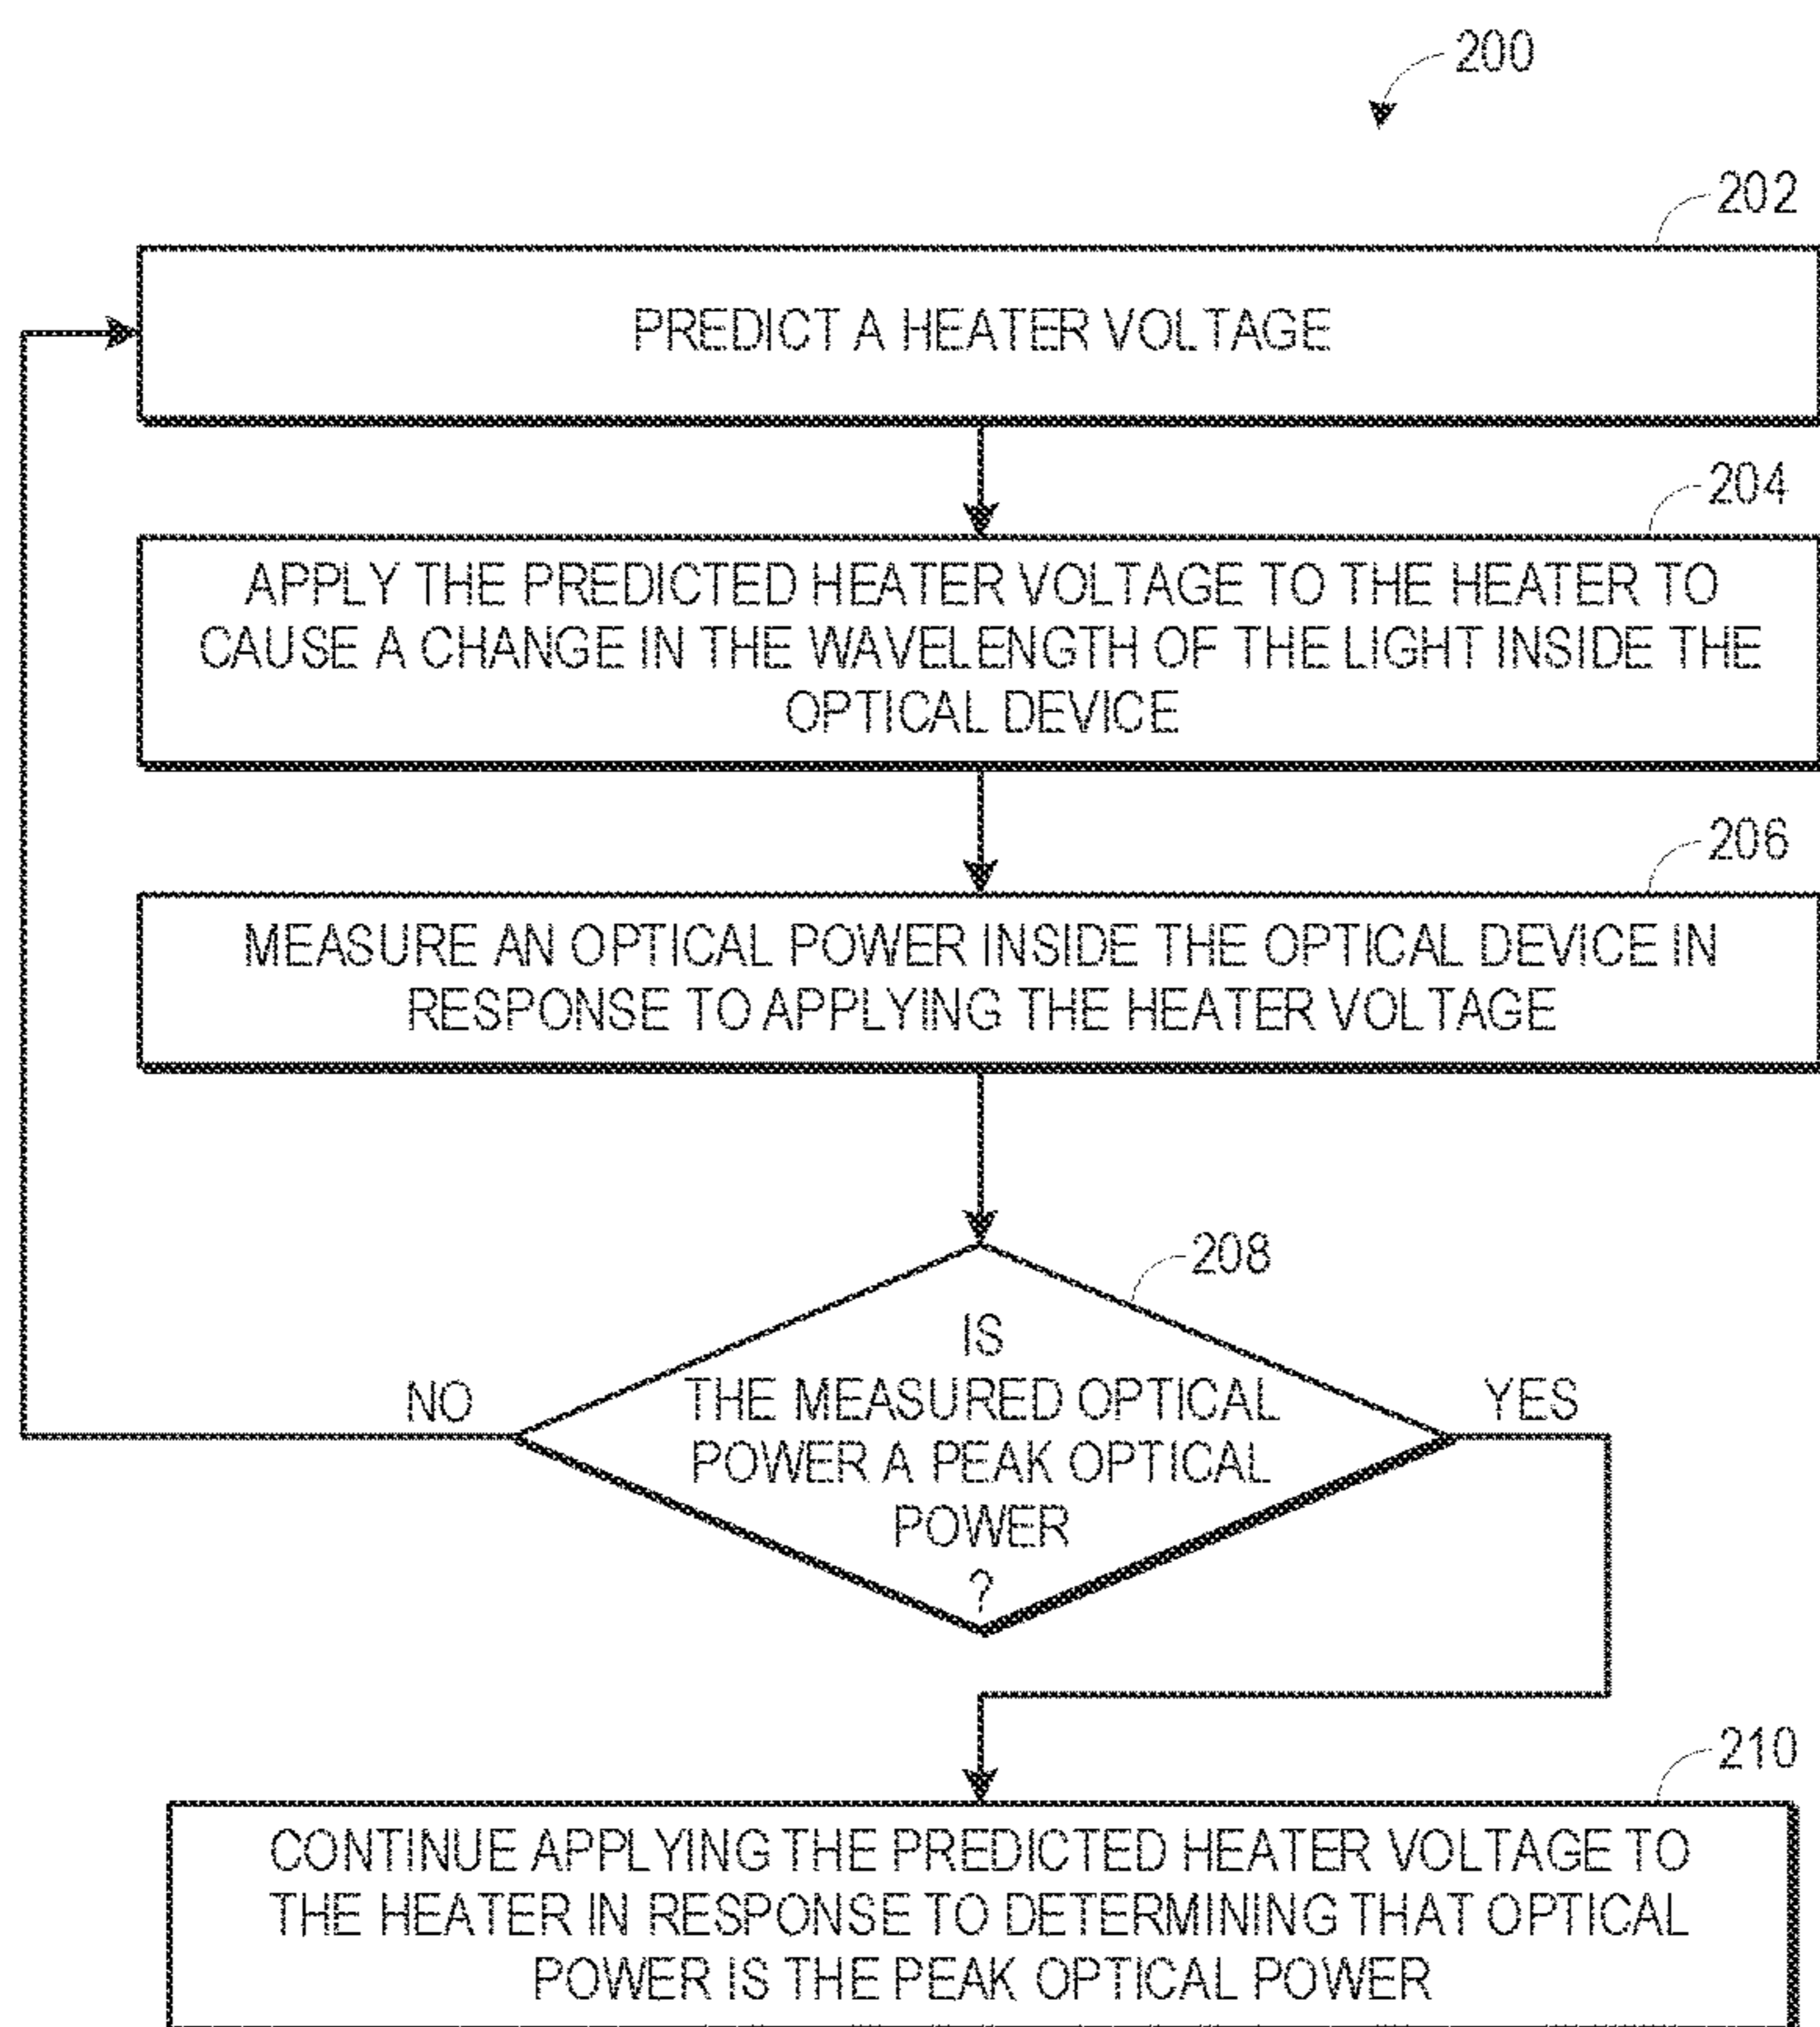 200
202
PREDICT A HEATER VOLTAGE
204
APPLY THE PREDICTED HEATER VOLTAGE TO THE HEATER TO
CAUSE A CHANGE IN THE WAVELENGTH OF THE LIGHT INSIDE THE
OPTICAL DEVICE
206
MEASURE AN OPTICAL POWER INSIDE THE OPTICAL DEVICE IN
RESPONSE TO APPLYING THE HEATER VOLTAGE
208
IS
THE MEASURED OPTICAL
POWER A PEAK OPTICAL
POWER
?
NO
YES
210
CONTINUE APPLYING THE PREDICTED HEATER VOLTAGE TO
THE HEATER IN RESPONSE TO DETERMINING THAT OPTICAL
POWER IS THE PEAK OPTICAL POWER